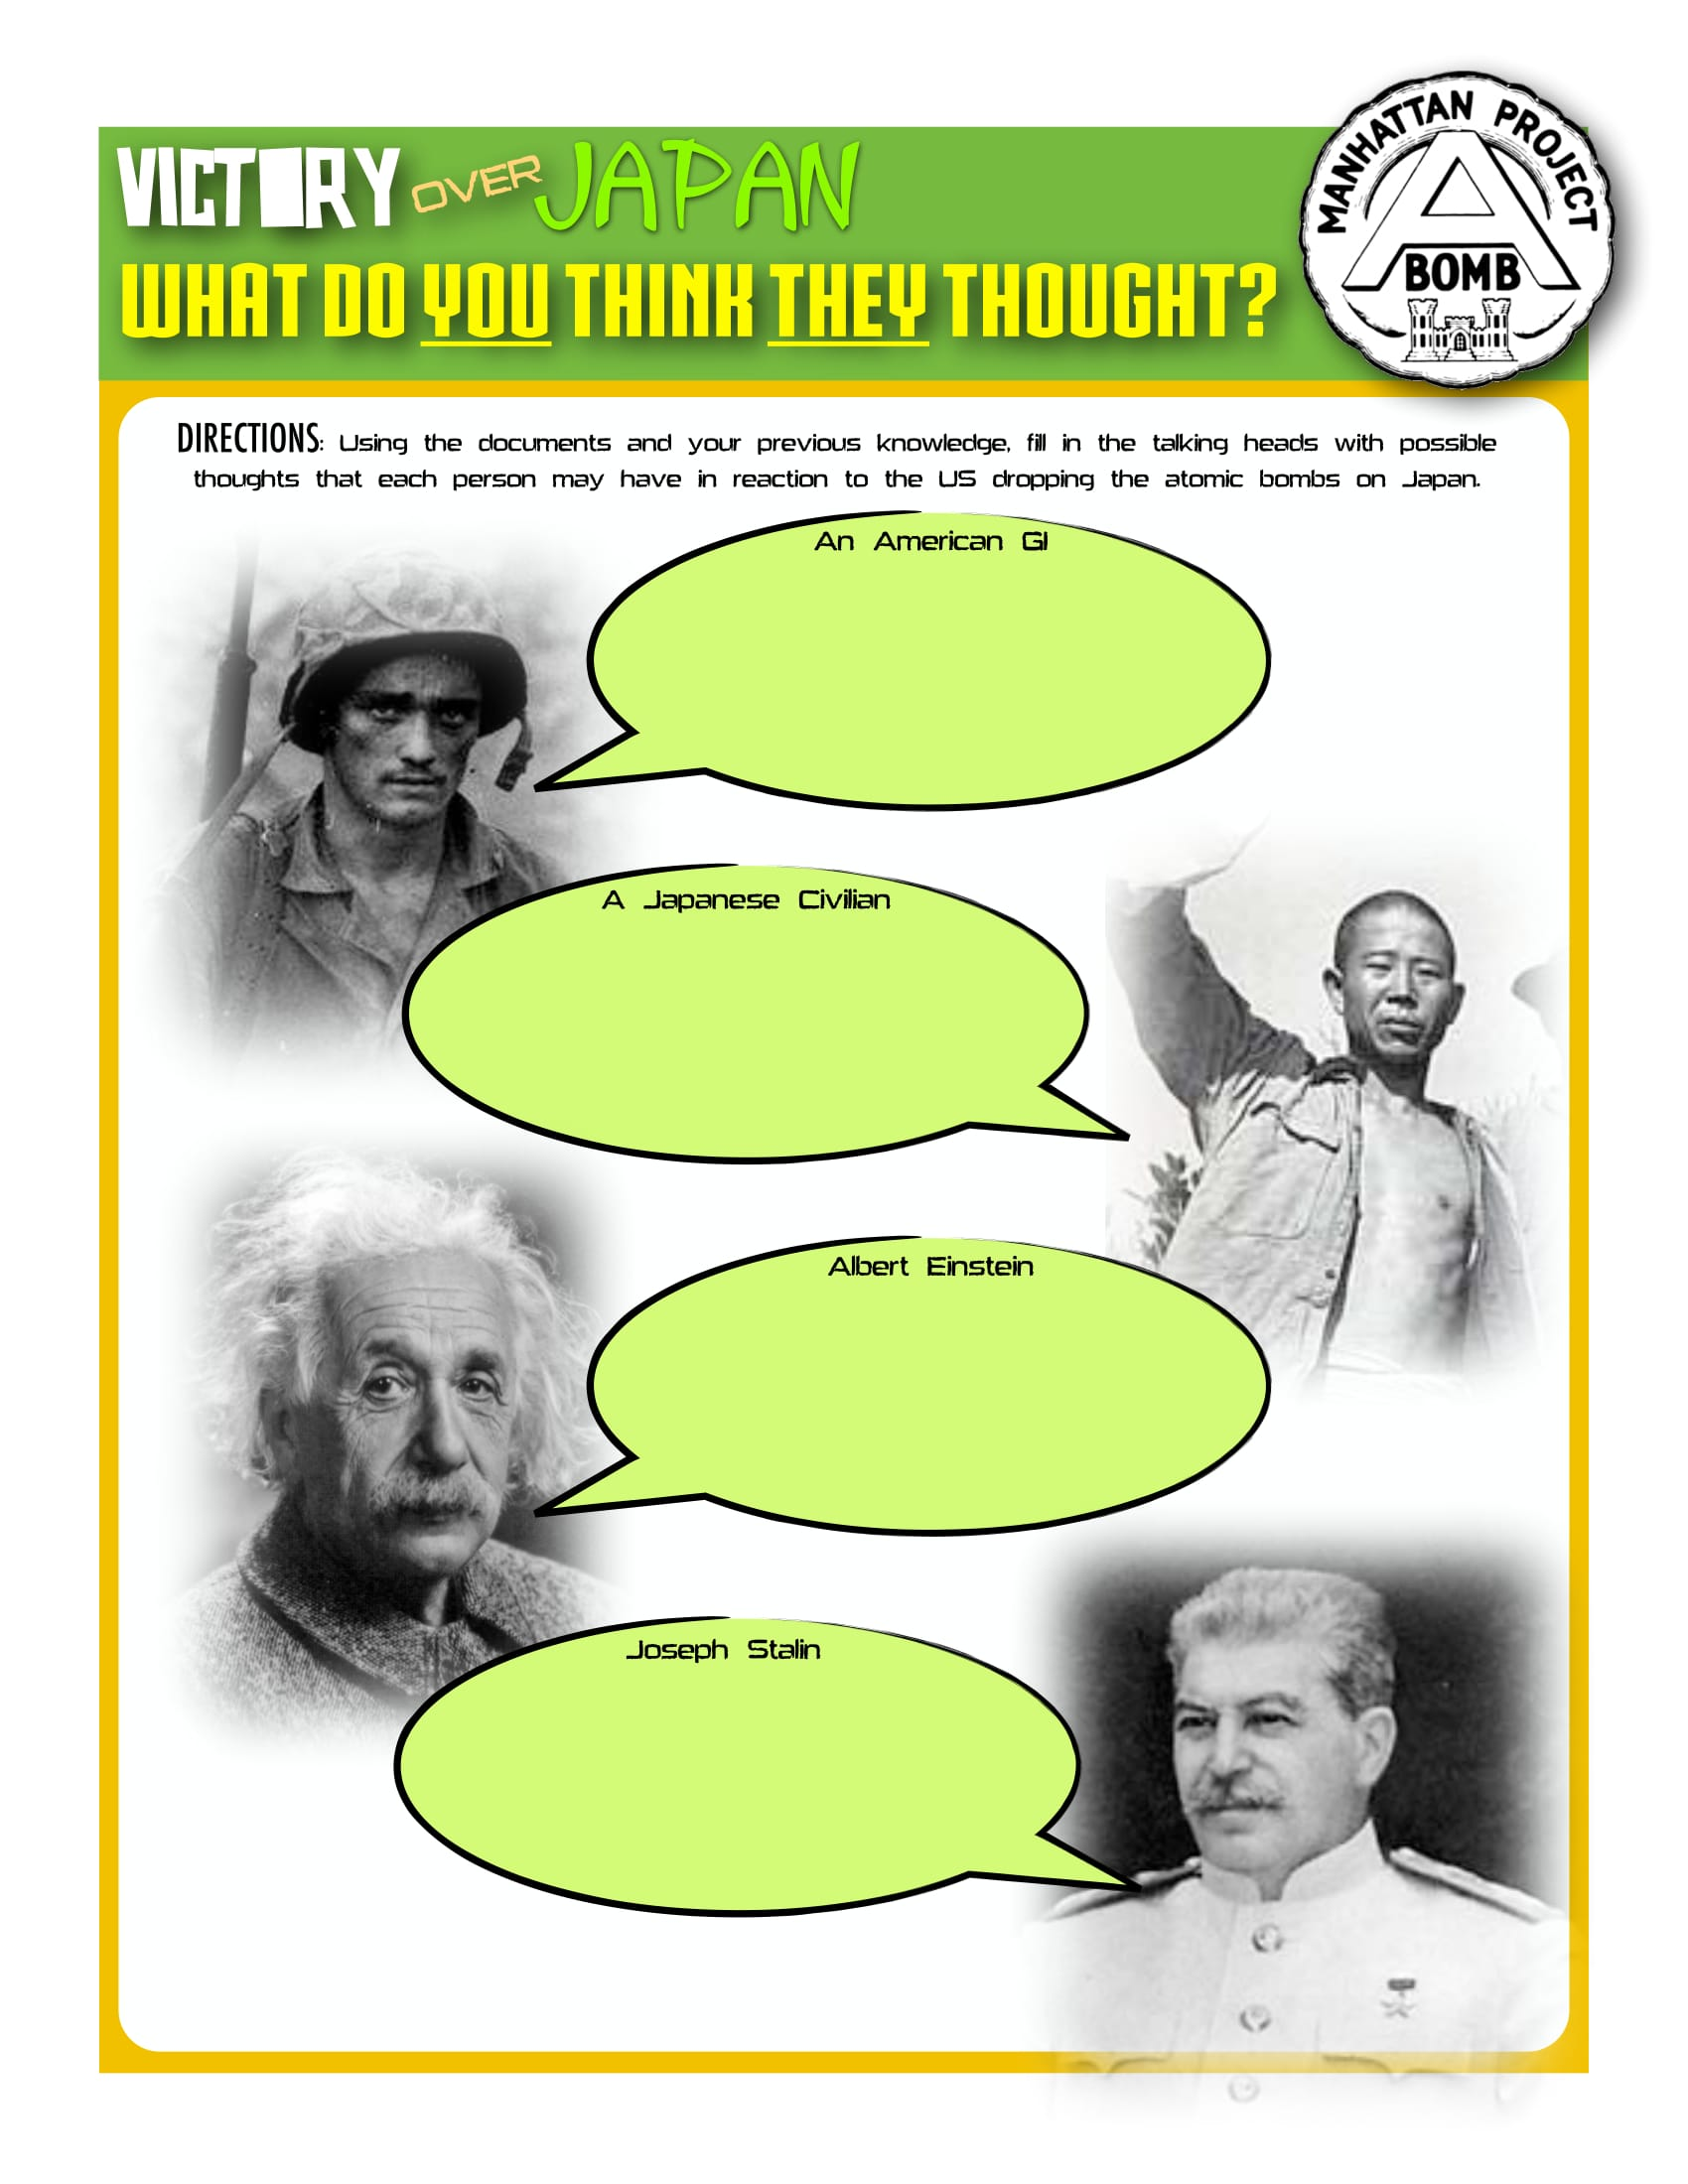 VICTORY OVER JAPAN
MANHATTAN PROJECT
A
BOMB
WHAT DO YOU THINK THEY THOUGHT?
DIRECTIONS: Using the documents and your previous knowledge, fill in the talking heads with possible
thoughts that each person may have in reaction to the US dropping the atomic bombs on Japan.
An American GI
A Japanese Civilian
Albert Einstein
Joseph Stalin